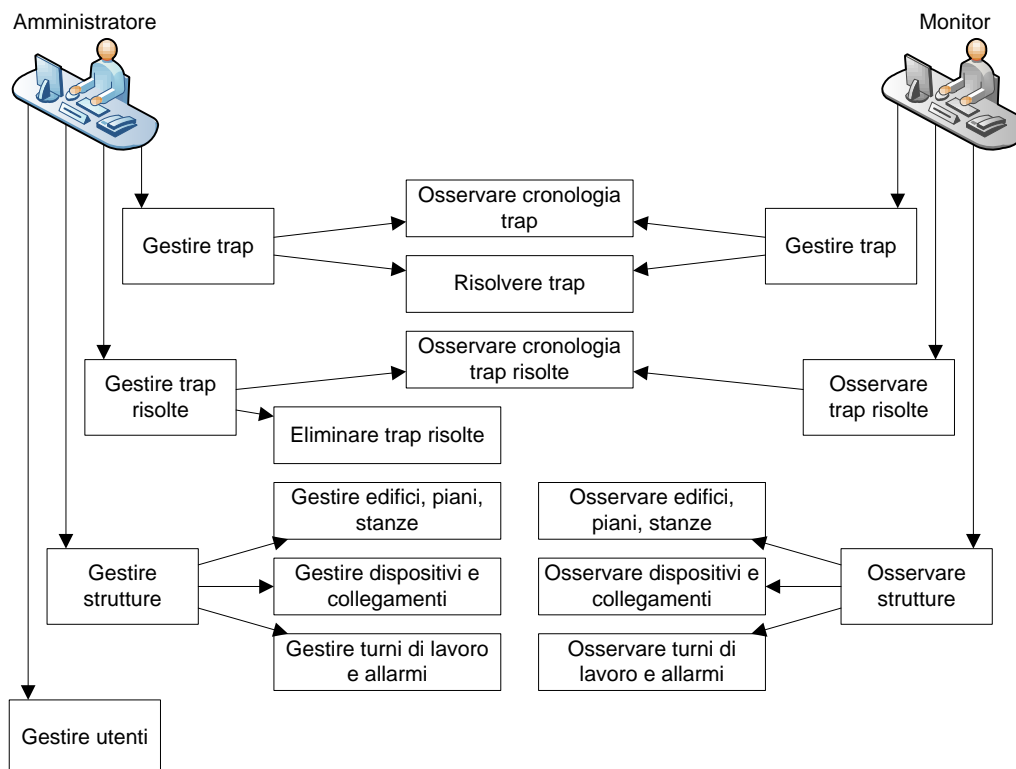 Amministratore
Monitor
Osservare cronologia
trap
Gestire trap
Gestire trap
Risolvere trap
Osservare cronologia
trap risolte
Gestire trap
risolte
Osservare
trap risolte
Eliminare trap risolte
Gestire edifici, piani,
stanze
Osservare edifici,
piani, stanze
Gestire
strutture
Gestire dispositivi e
collegamenti
Osservare dispositivi e
collegamenti
Osservare
strutture
Gestire turni di lavoro
e allarmi
Osservare turni di
lavoro e allarmi
Gestire utenti